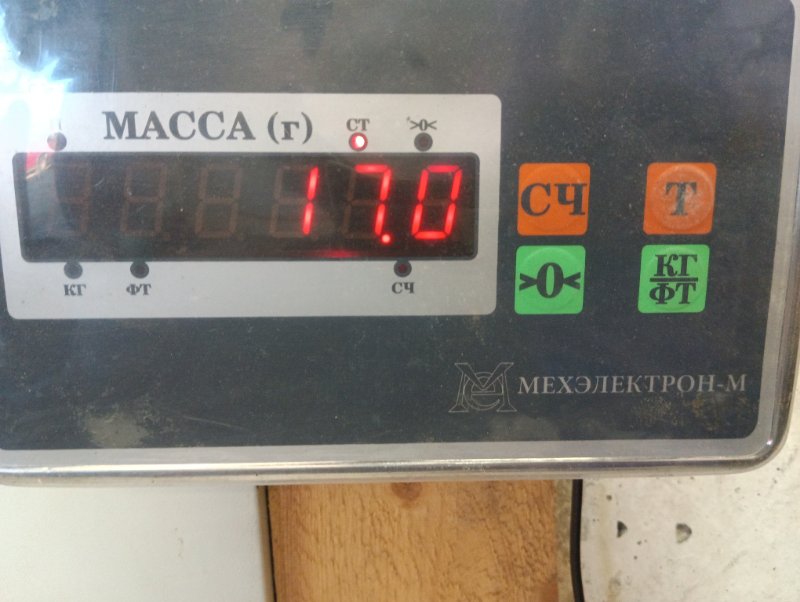 МАССА (г) СТ >0<
17.0
КГ ФТ СЧ
СЧ Т
>0< КГ
ФТ
МЕХЭЛЕКТРОН-М